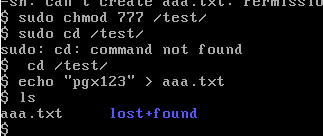 -sh: can't create aaa.txt: Permissio
$ sudo chmod 777 /test/
$ sudo cd /test/
sudo: cd: command not found
$  cd /test/
$ echo "pgx123" > aaa.txt
$ ls
aaa.txt lost+found
$